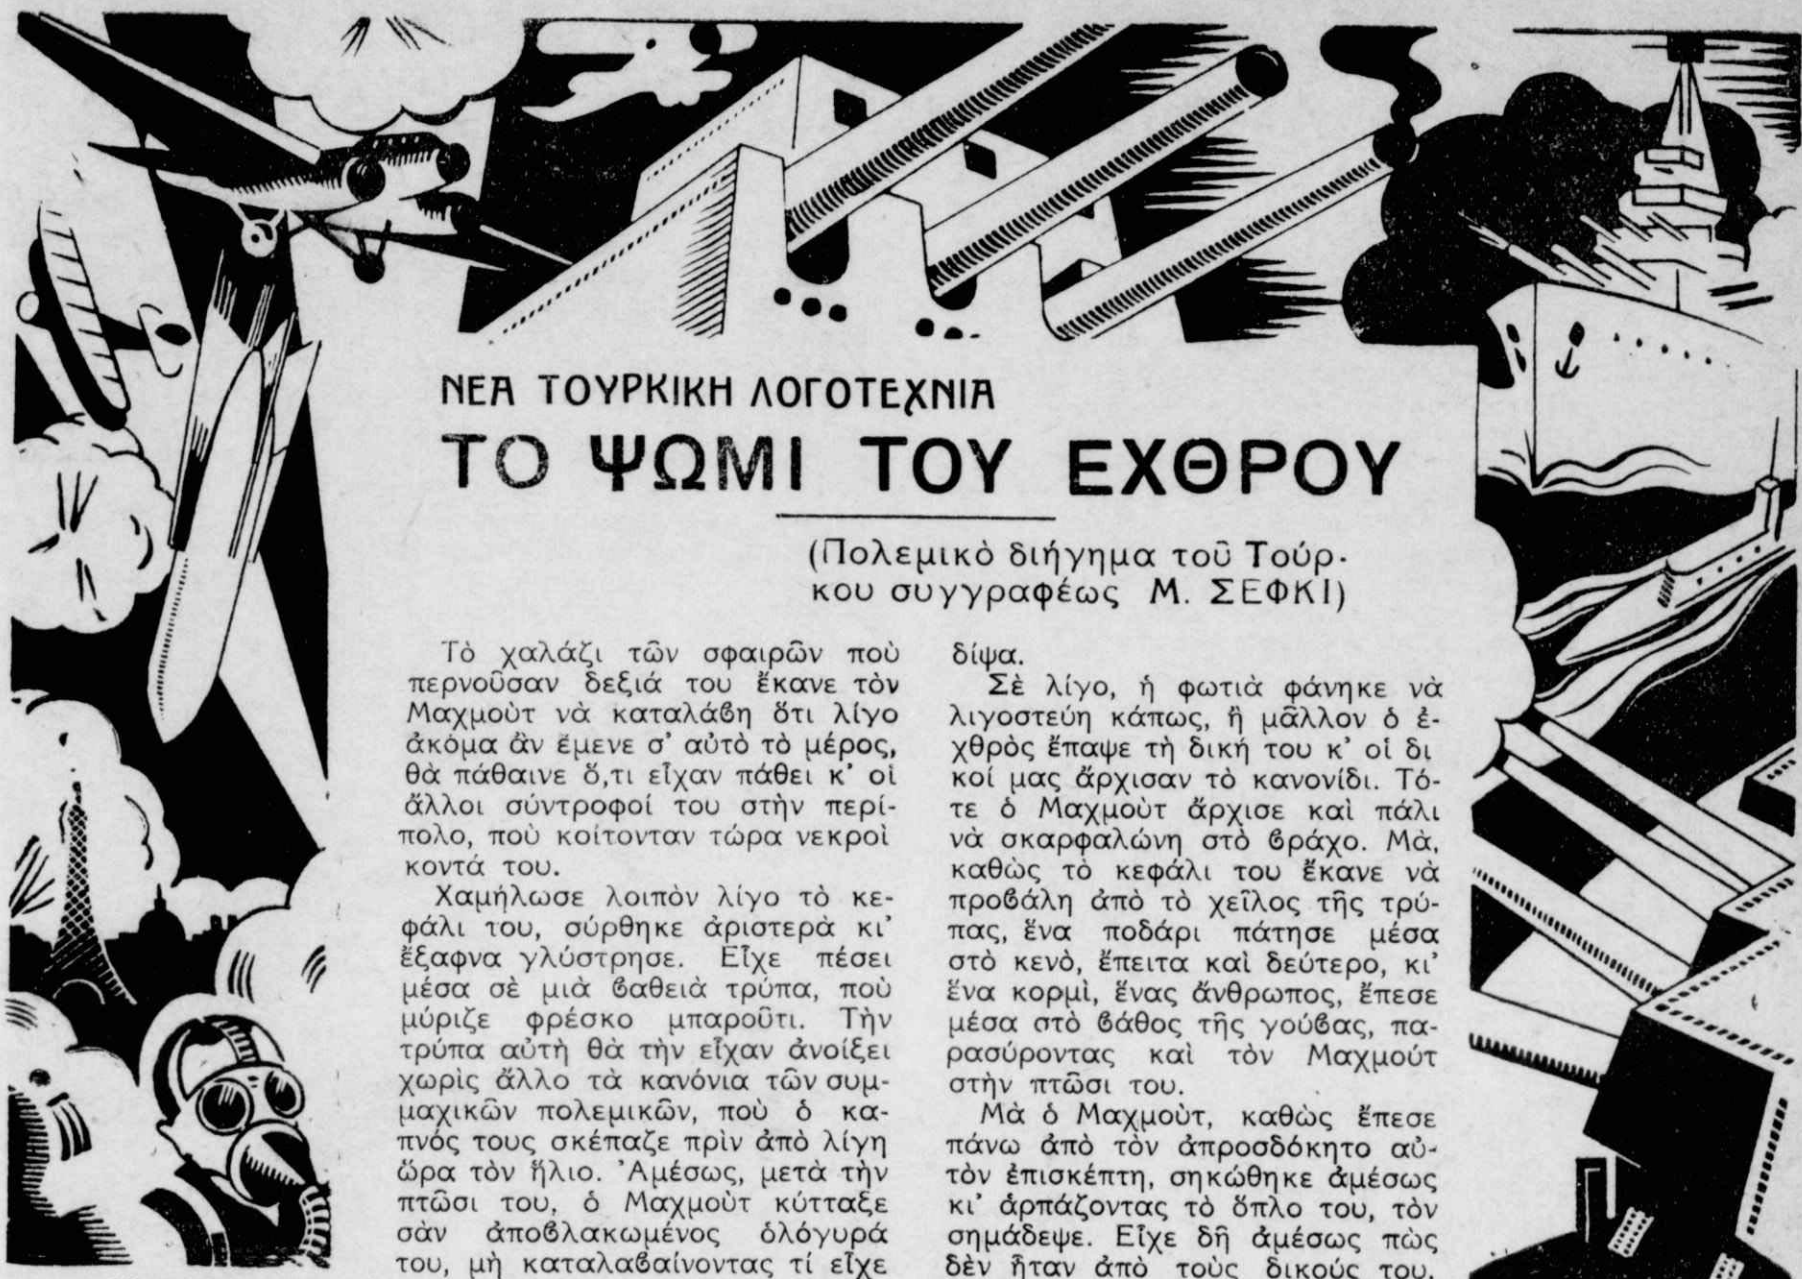 ΝΕΑ ΤΟΥΡΚΙΚΗ ΛΟΓΟΤΕΧΝΙΑ
ΤΟ ΨΩΜΙ ΤΟΥ ΕΧΘΡΟΥ
(Πολεμικὸ διήγημα τοῦ Τούρ-
κου συγγραφέως Μ. ΣΕΦΚΙ)
Τὸ χαλάζι τῶν σφαιρῶν ποὺ
περνοῦσαν δεξιά του ἔκανε τὸν
Μαχμοὺτ νὰ καταλάβη ὅτι λίγο
ἀκόμα ἂν ἔμενε σ' αὐτὸ τὸ μέρος,
θὰ πάθαινε ὅ,τι εἶχαν πάθει κ' οἱ
ἄλλοι σύντροφοί του στὴν περί-
πολο, ποὺ κοίτονταν τώρα νεκροὶ
κοντά του.
Χαμήλωσε λοιπὸν λίγο τὸ κε-
φάλι του, σύρθηκε ἀριστερὰ κι'
ἔξαφνα γλύστρησε. Εἶχε πέσει
μέσα σὲ μιὰ βαθειὰ τρύπα, ποὺ
μύριζε φρέσκο μπαροῦτι. Τὴν
τρύπα αὐτὴ θὰ τὴν εἶχαν ἀνοίξει
χωρὶς ἄλλο τὰ κανόνια τῶν συμ-
μαχικῶν πολεμικῶν, ποὺ ὁ κα-
πνός τους σκέπαζε πρὶν ἀπὸ λίγη
ὥρα τὸν ἥλιο. Ἀμέσως, μετὰ τὴν
πτῶσι του, ὁ Μαχμοὺτ κύτταξε
σὰν ἀποβλακωμένος ὁλόγυρά
του, μὴ καταλαβαίνοντας τί εἶχε
δίψα.
Σὲ λίγο, ἡ φωτιὰ φάνηκε νὰ
λιγοστεύη κάπως, ἢ μᾶλλον ὁ ἐ-
χθρὸς ἔπαψε τὴ δική του κ' οἱ δι
κοί μας ἄρχισαν τὸ κανονίδι. Τό-
τε ὁ Μαχμοὺτ ἄρχισε καὶ πάλι
νὰ σκαρφαλώνη στὸ βράχο. Μὰ,
καθὼς τὸ κεφάλι του ἔκανε νὰ
προβάλη ἀπὸ τὸ χεῖλος τῆς τρύ-
πας, ἕνα ποδάρι πάτησε μέσα
στὸ κενὸ, ἔπειτα καὶ δεύτερο, κι'
ἕνα κορμὶ, ἕνας ἄνθρωπος, ἔπεσε
μέσα στὸ βάθος τῆς γούβας, πα-
ρασύροντας καὶ τὸν Μαχμούτ
στὴν πτῶσι του.
Μὰ ὁ Μαχμοὺτ, καθὼς ἔπεσε
πάνω ἀπὸ τὸν ἀπροσδόκητο αὐ-
τὸν ἐπισκέπτη, σηκώθηκε ἀμέσως
κι' ἁρπάζοντας τὸ ὅπλο του, τὸν
σημάδεψε. Εἶχε δῆ ἀμέσως πὼς
δὲν ἦταν ἀπὸ τοὺς δικούς του.